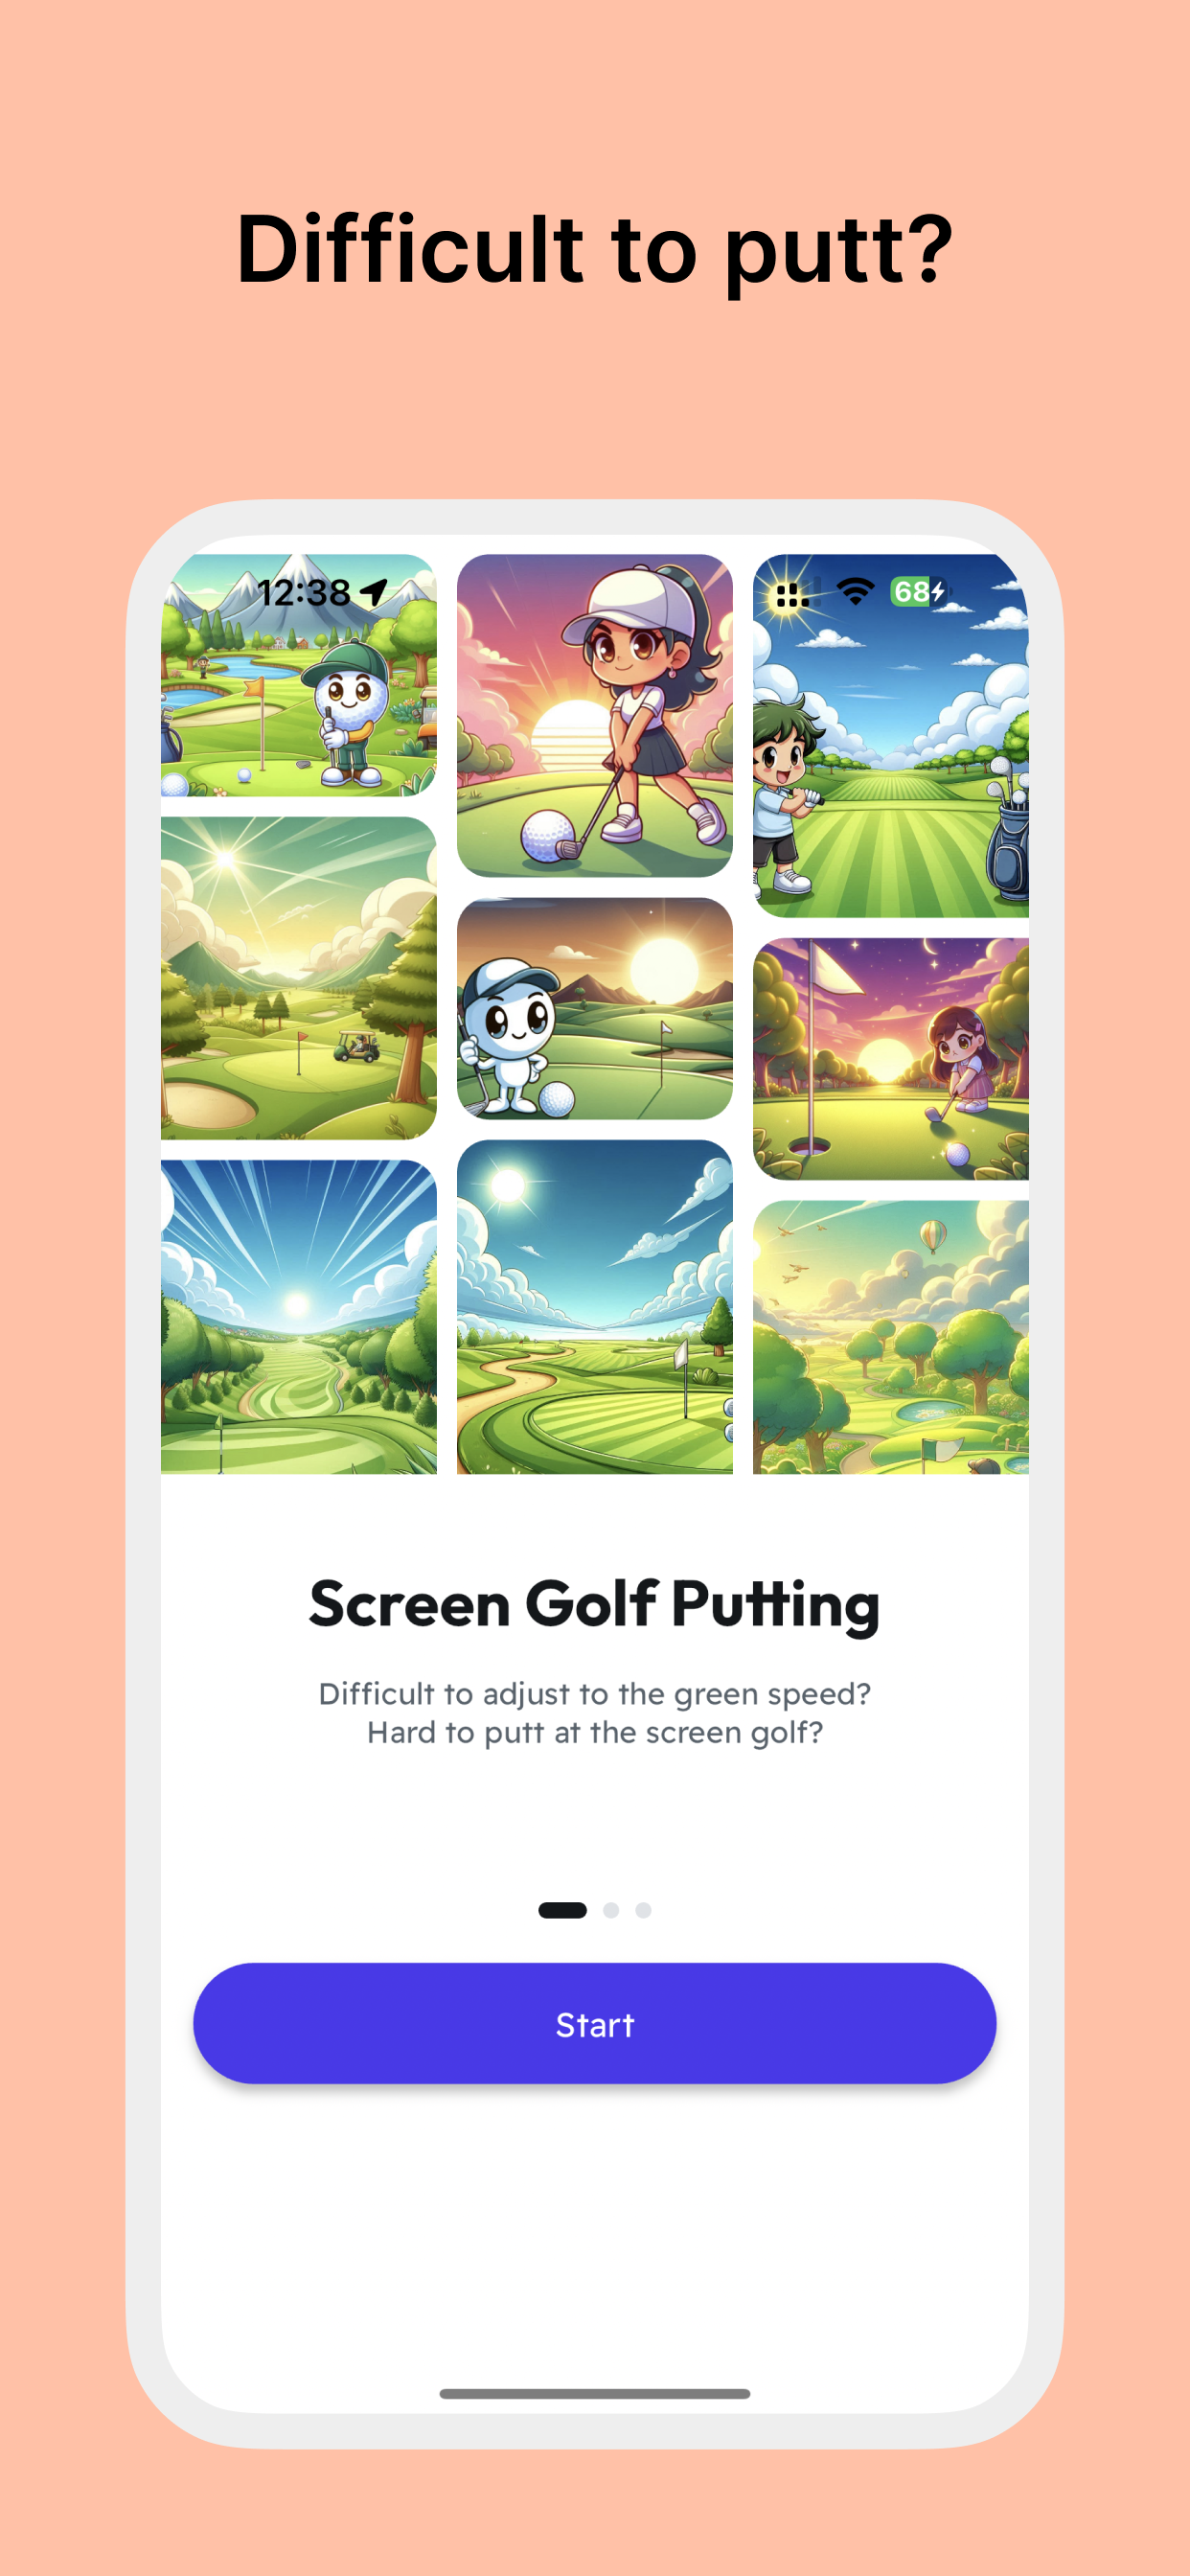 Difficult to putt?
12:38
68
Screen Golf Putting
Difficult to adjust to the green speed?
Hard to putt at the screen golf?
Start